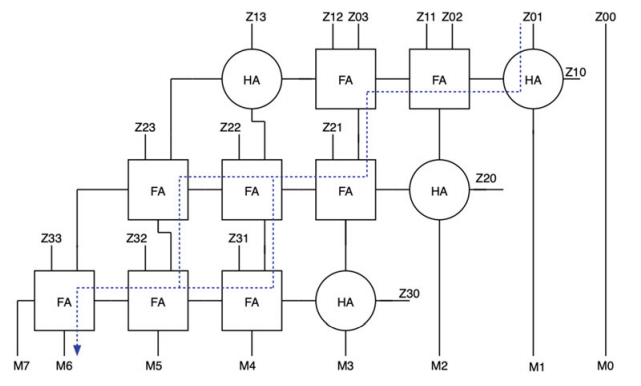 Z13 Z12 Z03 Z11 Z02 Z01 Z00
HA FA FA HA Z10
Z23 Z22 Z21
FA FA FA HA Z20
Z33 Z32 Z31
FA FA FA HA Z30
M7 M6 M5 M4 M3 M2 M1 M0